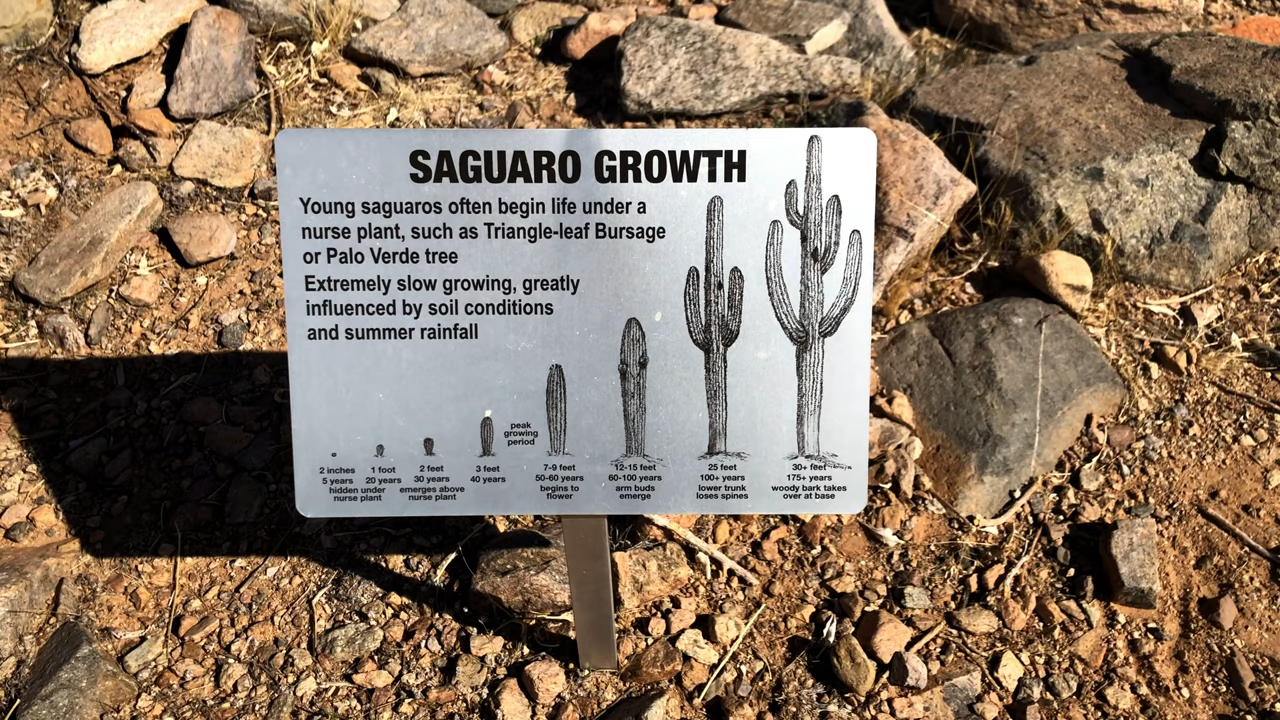 SAGUARO GROWTH
Young saguaros often begin life under a
nurse plant, such as Triangle-leaf Bursage
or Palo Verde tree
Extremely slow growing, greatly
influenced by soil conditions
and summer rainfall
peak
growing
period
2 inches
5 years
1 foot
20 years
hidden under
nurse plant
2 feet
30 years
emerges above
nurse plant
3 feet
40 years
7-9 feet
50-60 years
begins to
flower
12-15 feet
60-100 years
arm buds
emerge
25 feet
100+ years
lower trunk
loses spines
30+ feet
175+ years
woody bark takes
over at base